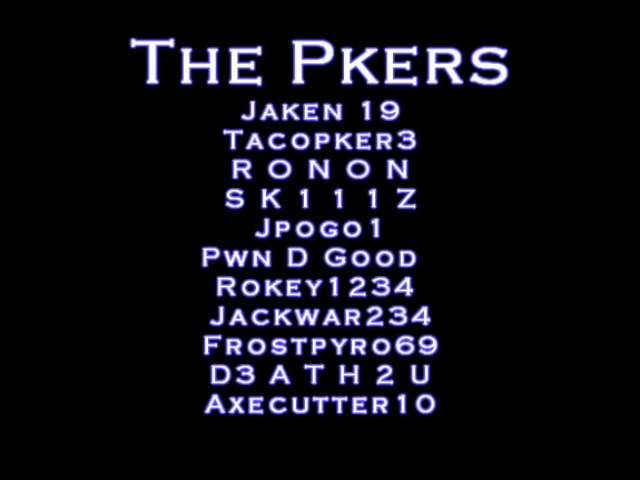 The Pkers
Jaken 19
Tacopker3
R O N O N
S K 1 1 1 Z
Jpogo1
Pwn D Good
Rokey1234
Jackwar234
Frostpyro69
D3 A T H 2 U
Axecutter10